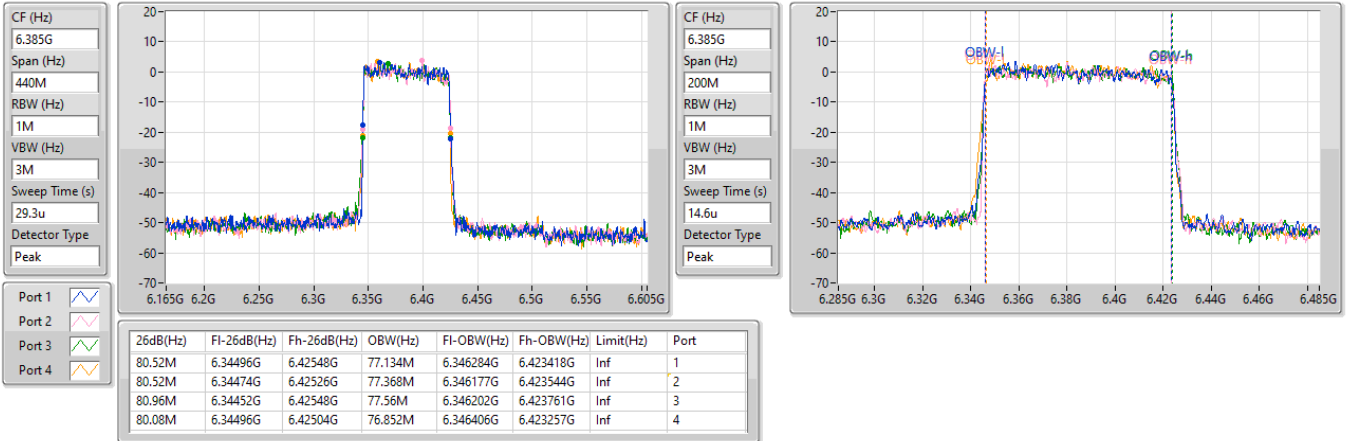 CF (Hz)
6.385G
Span (Hz)
440M
RBW (Hz)
1M
VBW (Hz)
3M
Sweep Time (s)
29.3u
Detector Type
Peak
20
10
0
-10
-20
-30
-40
-50
-60
-70
6.165G 6.2G 6.25G 6.3G 6.35G 6.4G 6.45G 6.5G 6.55G 6.605G
CF (Hz)
6.385G
Span (Hz)
200M
RBW (Hz)
1M
VBW (Hz)
3M
Sweep Time (s)
14.6u
Detector Type
Peak
20
10
0
-10
-20
-30
-40
-50
-60
-70
OBW-l OBW-h
6.285G 6.3G 6.32G 6.34G 6.36G 6.38G 6.4G 6.42G 6.44G 6.46G 6.485G
Port 1
Port 2
Port 3
Port 4
26dB(Hz) Fl-26dB(Hz) Fh-26dB(Hz) OBW(Hz) Fl-OBW(Hz) Fh-OBW(Hz) Limit(Hz) Port
80.52M 6.34496G 6.42548G 77.134M 6.346284G 6.423418G Inf 1
80.52M 6.34474G 6.42526G 77.368M 6.346177G 6.423544G Inf 2
80.96M 6.34452G 6.42548G 77.56M 6.346202G 6.423761G Inf 3
80.08M 6.34496G 6.42504G 76.852M 6.346406G 6.423257G Inf 4